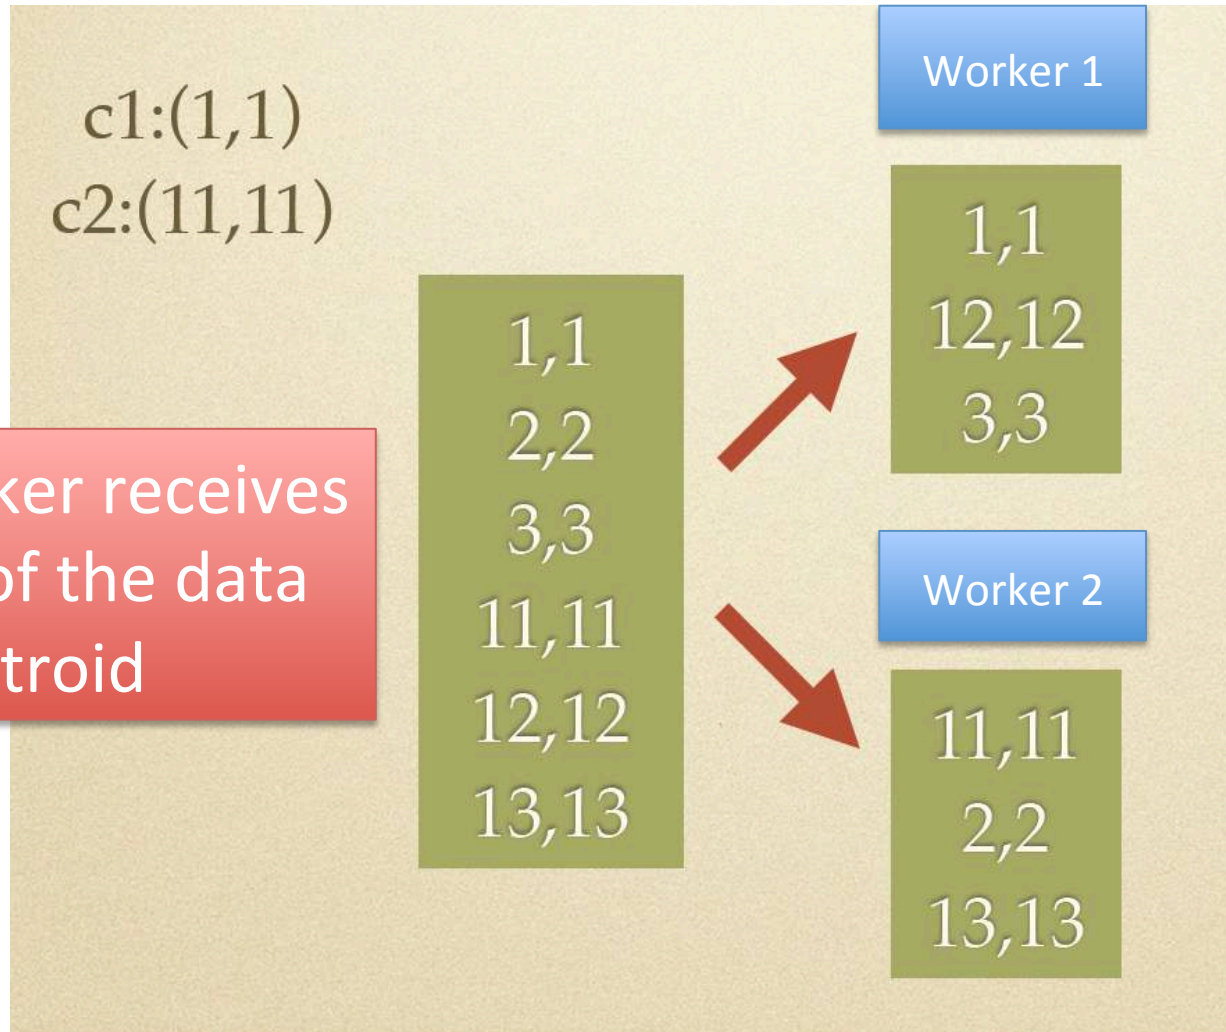 c1:(1,1)
c2:(11,11)
ker receives
of the data
troid
1,1
2,2
3,3
11,11
12,12
13,13
Worker 1
1,1
12,12
3,3
Worker 2
11,11
2,2
13,13